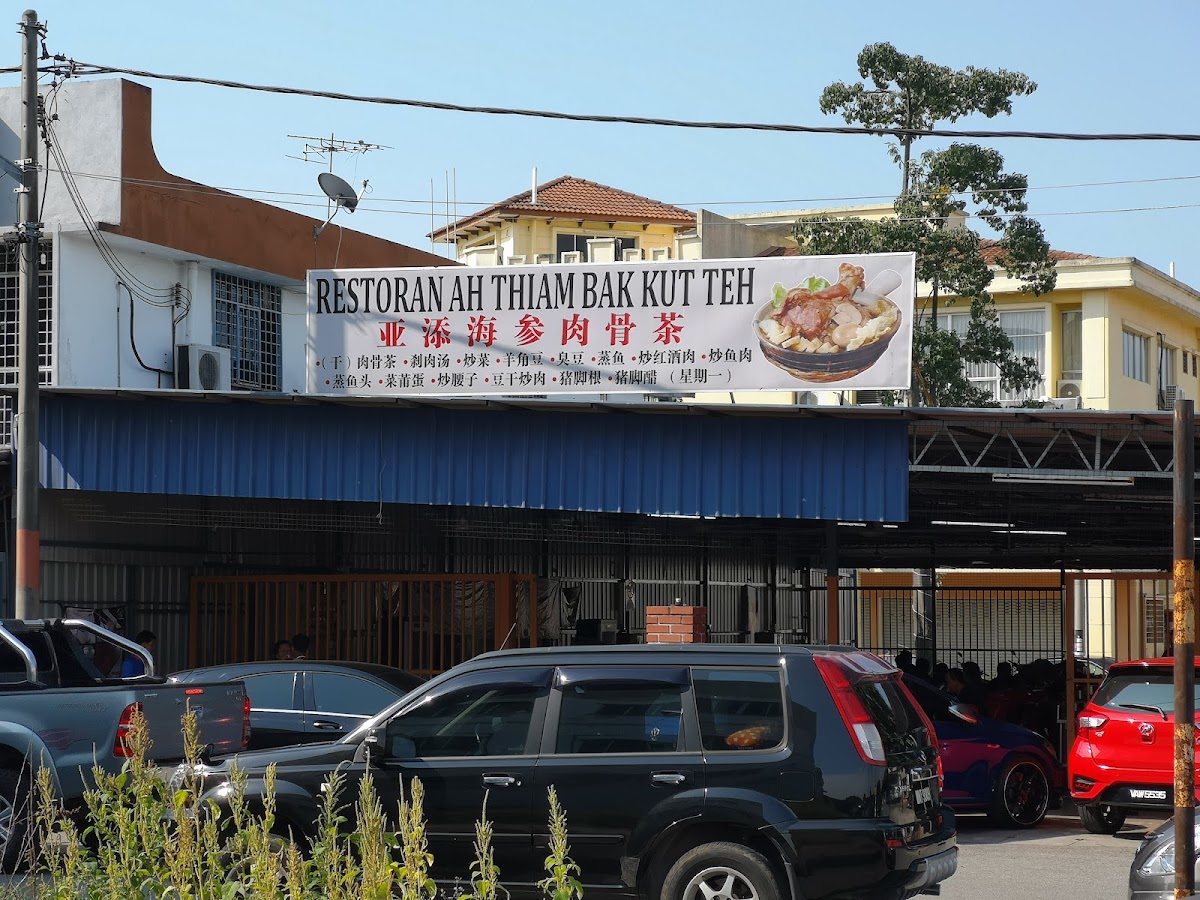 RESTORAN AH THIAM BAK KUT TEH
亚添海参肉骨茶
•(干)肉骨茶 •刹肉汤 •炒菜 •羊角豆 •臭豆 •蒸鱼 •炒红酒肉 •炒鱼肉
•蒸鱼头 •菜莆蛋 •炒腰子 •豆干炒肉 •猪脚根 •猪脚醋 (星期一)
VAW5535